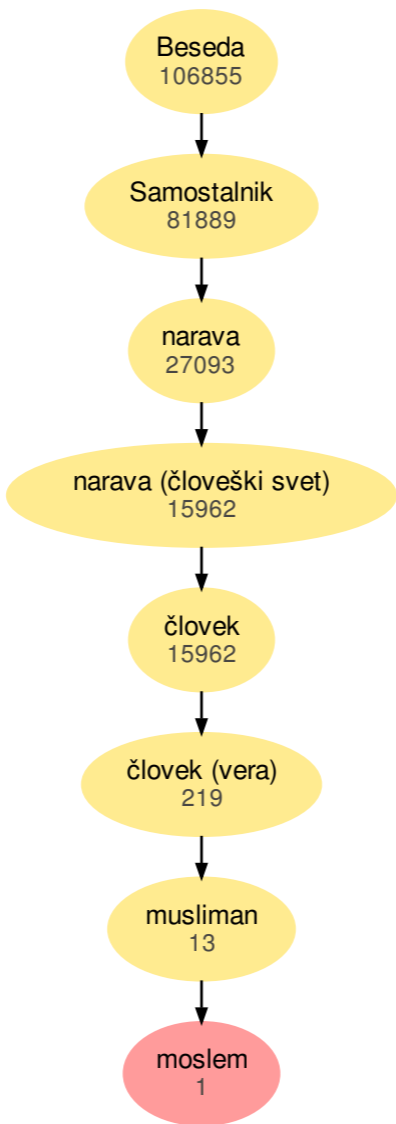 Beseda
106855
Samostalnik
81889
narava
27093
narava (človeški svet)
15962
človek
15962
človek (vera)
219
musliman
13
moslem
1